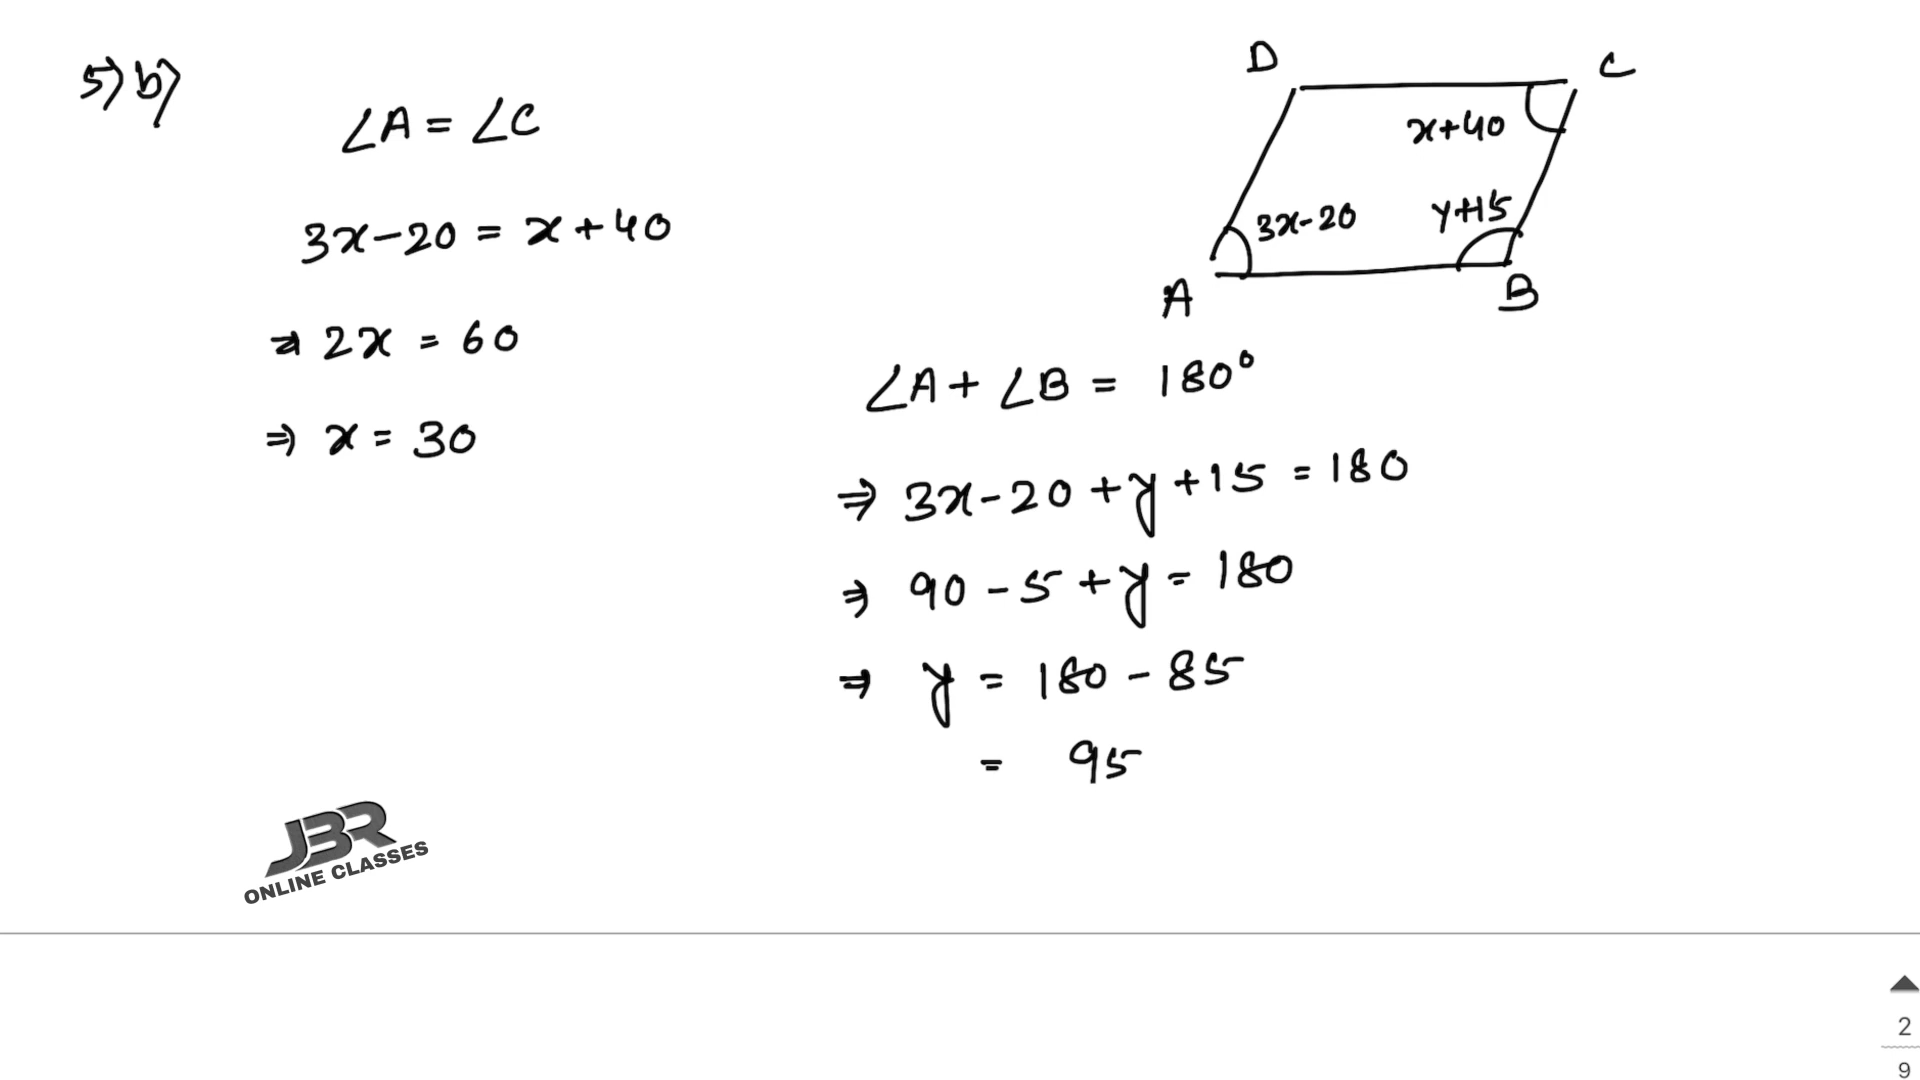 5) b)
∠A = ∠C
3x-20 = x+40
⇒ 2x = 60
⇒ x = 30
D
C
x+40
3x-20
y+15
A
B
∠A + ∠B = 180°
⇒ 3x-20+y+15 = 180
⇒ 90-5+y = 180
⇒ y = 180-85
= 95
JBR
ONLINE CLASSES
2
9